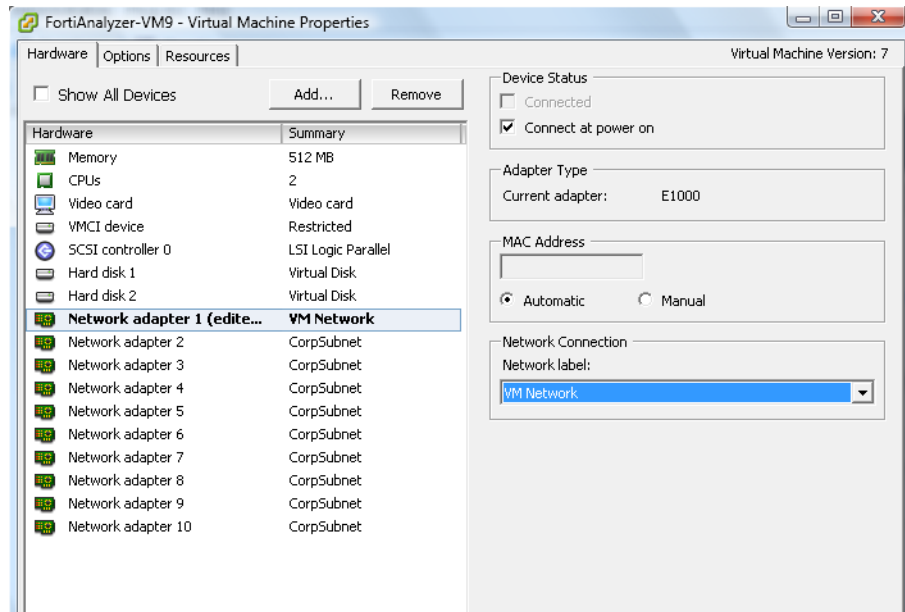 FortiAnalyzer-VM9 - Virtual Machine Properties
Hardware Options Resources
Virtual Machine Version: 7
Show All Devices
Add...
Remove
Hardware Summary
Memory 512 MB
CPUs 2
Video card Video card
VMCI device Restricted
SCSI controller 0 LSI Logic Parallel
Hard disk 1 Virtual Disk
Hard disk 2 Virtual Disk
Network adapter 1 (edite... VM Network
Network adapter 2 CorpSubnet
Network adapter 3 CorpSubnet
Network adapter 4 CorpSubnet
Network adapter 5 CorpSubnet
Network adapter 6 CorpSubnet
Network adapter 7 CorpSubnet
Network adapter 8 CorpSubnet
Network adapter 9 CorpSubnet
Network adapter 10 CorpSubnet
Device Status
Connected
Connect at power on
Adapter Type
Current adapter: E1000
MAC Address
Automatic Manual
Network Connection
Network label:
VM Network